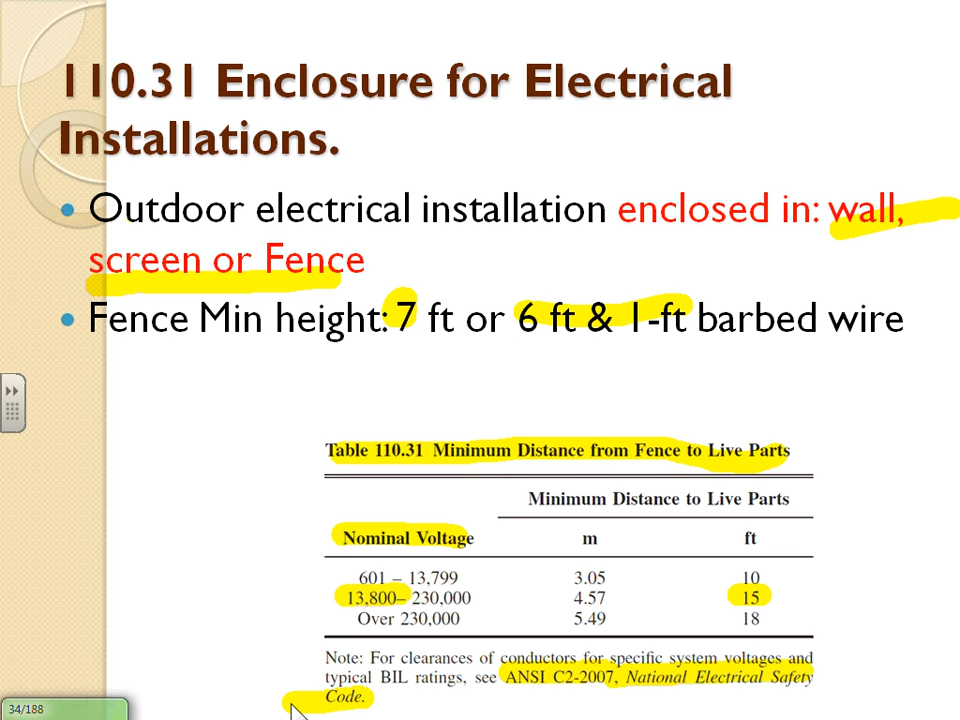 110.31 Enclosure for Electrical
Installations.
Outdoor electrical installation enclosed in: wall,
screen or Fence
Fence Min height: 7 ft or 6 ft & 1-ft barbed wire
Table 110.31 Minimum Distance from Fence to Live Parts
Minimum Distance to Live Parts
Nominal Voltage m ft
601 – 13,799 3.05 10
13,800– 230,000 4.57 15
Over 230,000 5.49 18
Note: For clearances of conductors for specific system voltages and
typical BIL ratings, see ANSI C2-2007, National Electrical Safety
Code.
34/188